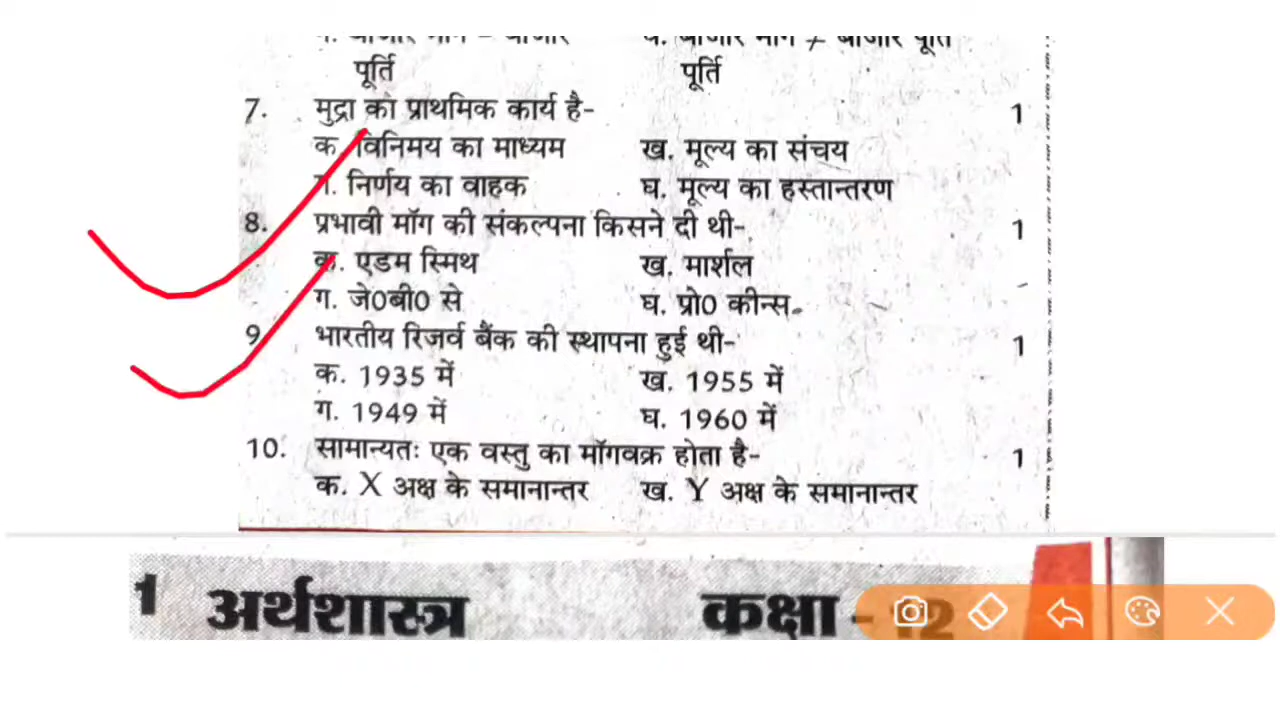 पूर्ति पूर्ति
7. मुद्रा का प्राथमिक कार्य है- 1
क. विनिमय का माध्यम ख. मूल्य का संचय
ग. निर्णय का वाहक घ. मूल्य का हस्तान्तरण
8. प्रभावी माॅग की संकल्पना किसने दी थी- 1
क. एडम स्मिथ ख. मार्शल
ग. जे0बी0 से घ. प्रो0 कीन्स
9. भारतीय रिजर्व बैंक की स्थापना हुई थी- 1
क. 1935 में ख. 1955 में
ग. 1949 में घ. 1960 में
10. सामान्यतः एक वस्तु का माॅगवक्र होता है- 1
क. X अक्ष के समानान्तर ख. Y अक्ष के समानान्तर
1 अर्थशास्त्र कक्षा - 12